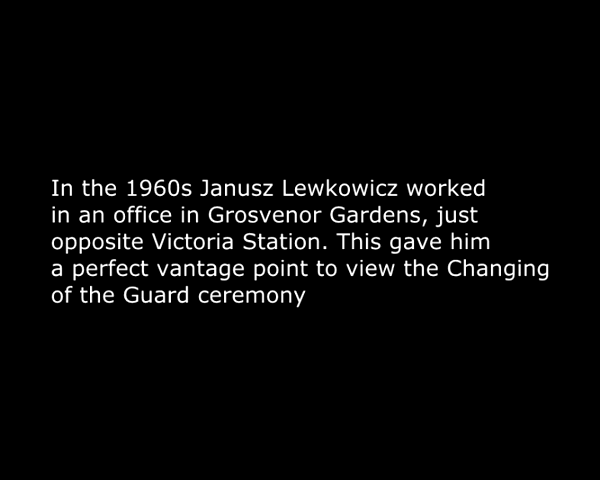 In the 1960s Janusz Lewkowicz worked
in an office in Grosvenor Gardens, just
opposite Victoria Station. This gave him
a perfect vantage point to view the Changing
of the Guard ceremony